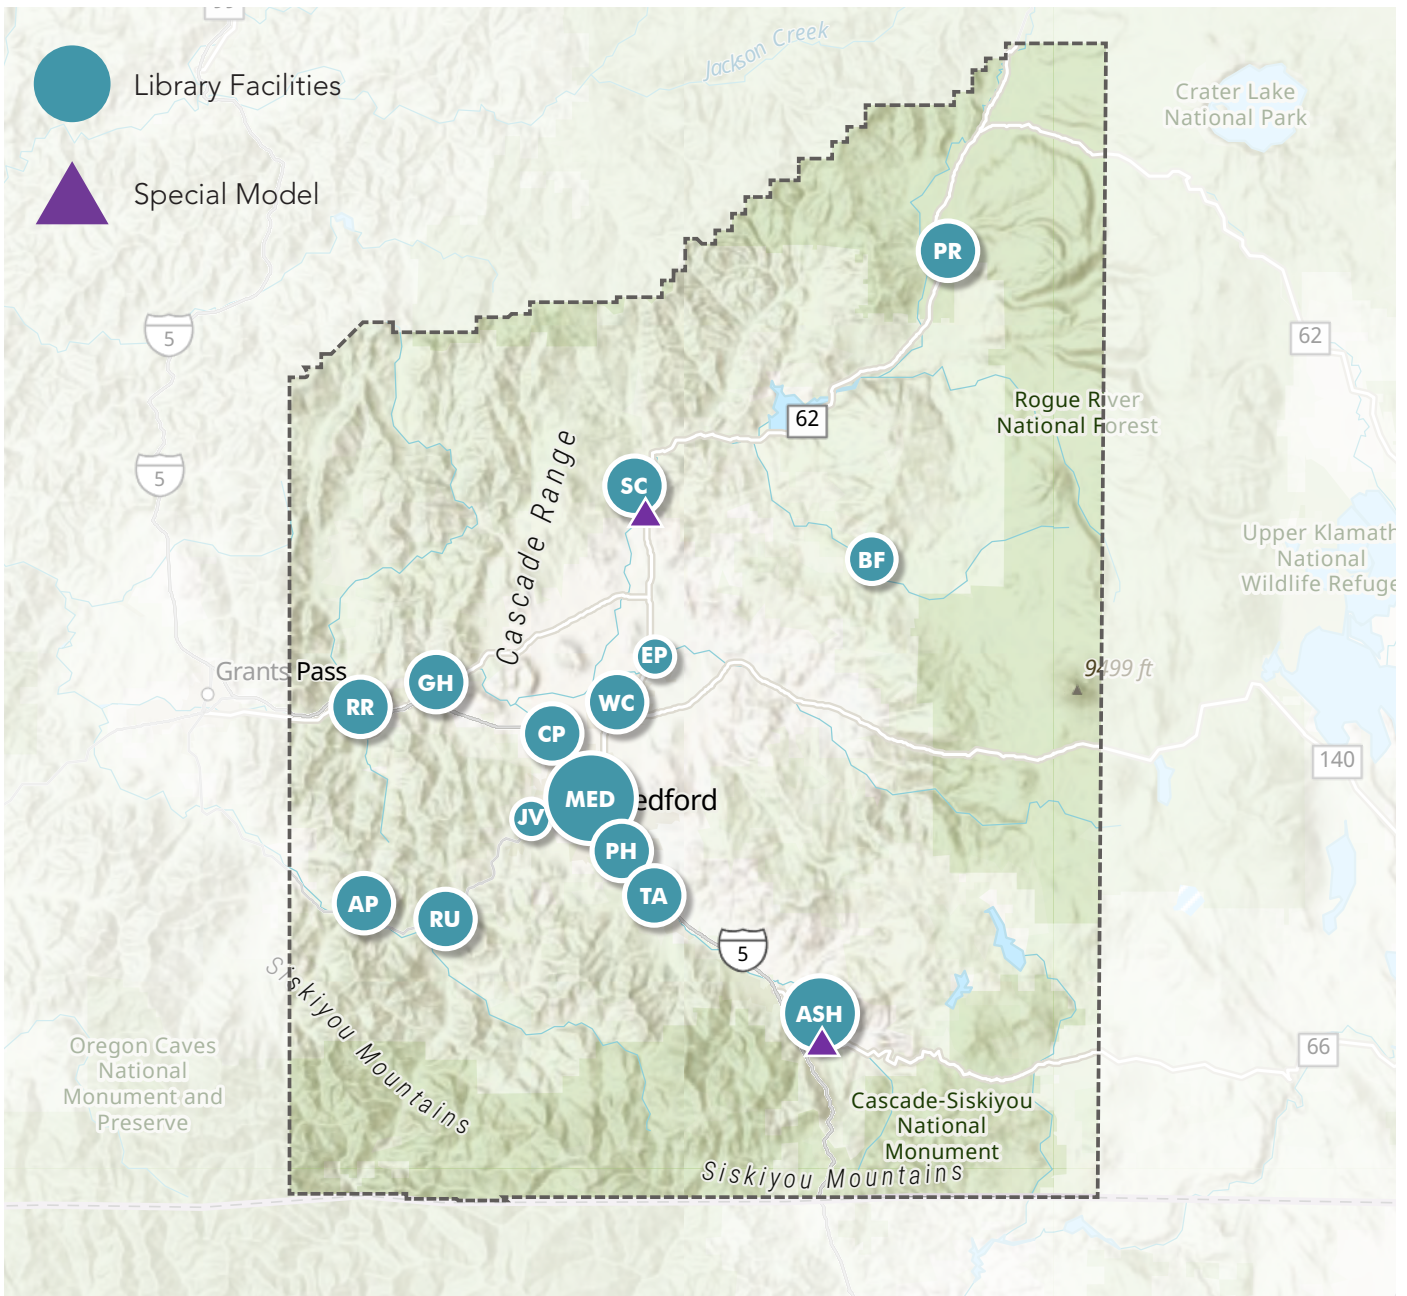 Library Facilities
Special Model
Jackson Creek
Crater Lake
National Park
PR
5
62
62
Rogue River
National Forest
5
Cascade Range
SC
BF
Upper Klamath
National
Wildlife Refuge
EP
Grants Pass
GH
9499 ft
RR
WC
CP
140
MED
edford
JV
PH
TA
AP
RU
5
Siskiyou Mountains
ASH
Oregon Caves
National
Monument and
Preserve
66
Cascade-Siskiyou
National
Monument
Siskiyou Mountains